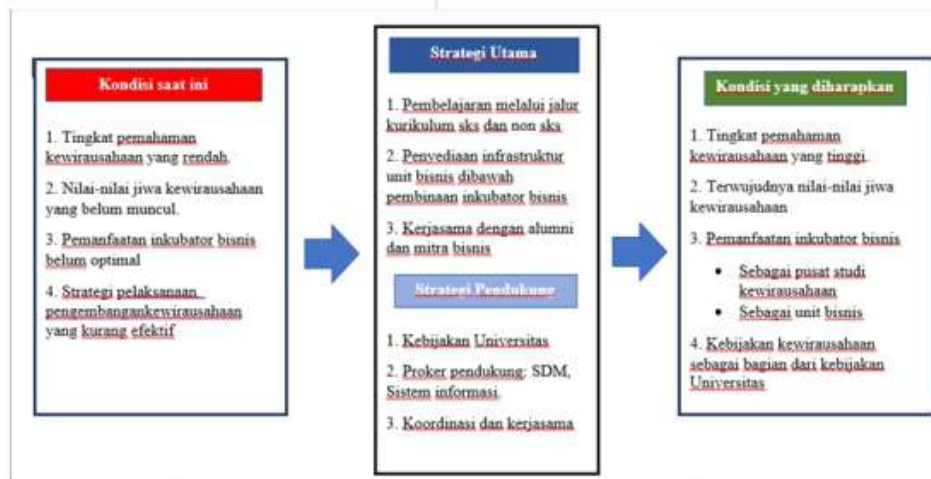 Kondisi saat ini
1. Tingkat pemahaman
kewirausahaan yang rendah.
2. Nilai-nilai jiwa kewirausahaan
yang belum muncul.
3. Pemanfaatan inkubator bisnis
belum optimal
4. Strategi pelaksanaan
pengembangankewirausahaan
yang kurang efektif
Strategi Utama
1. Pembelajaran melalui jalur
kurikulum sks dan non sks
2. Penyediaan infrastruktur
unit bisnis dibawah
pembinaan inkubator bisnis
3. Kerjasama dengan alumni
dan mitra bisnis
Strategi Pendukung
1. Kebijakan Universitas
2. Proker pendukung: SDM,
Sistem informasi.
3. Koordinasi dan kerjasama
Kondisi yang diharapkan
1. Tingkat pemahaman
kewirausahaan yang tinggi.
2. Terwujudnya nilai-nilai jiwa
kewirausahaan
3. Pemanfaatan inkubator bisnis
• Sebagai pusat studi
kewirausahaan
• Sebagai unit bisnis
4. Kebijakan kewirausahaan
sebagai bagian dari kebijakan
Universitas